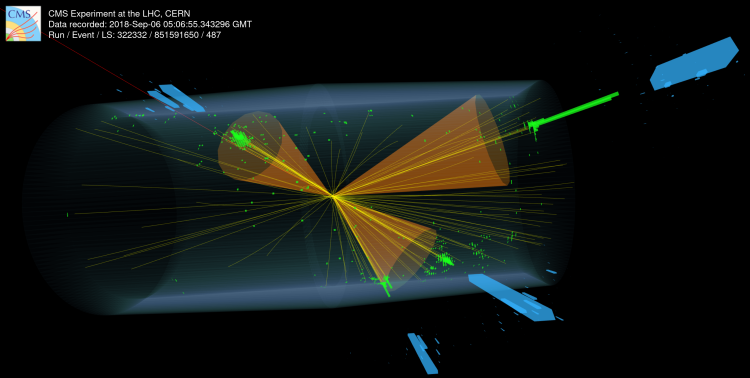 CMS
CMS Experiment at the LHC, CERN
Data recorded: 2018-Sep-06 05:06:55.343296 GMT
Run / Event / LS: 322332 / 851591650 / 487